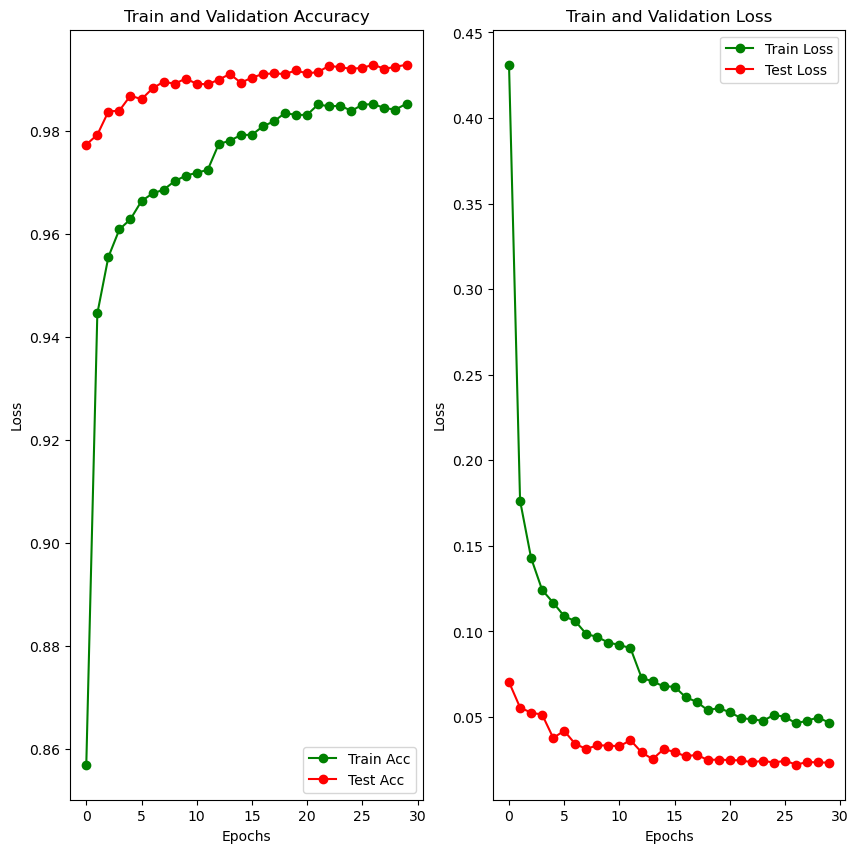 Train and Validation Accuracy
0.98
0.96
0.94
0.92
0.90
0.88
0.86
Loss
0 5 10 15 20 25 30
Epochs
Train Acc
Test Acc
Train and Validation Loss
0.45
0.40
0.35
0.30
0.25
0.20
0.15
0.10
0.05
Loss
0 5 10 15 20 25 30
Epochs
Train Loss
Test Loss